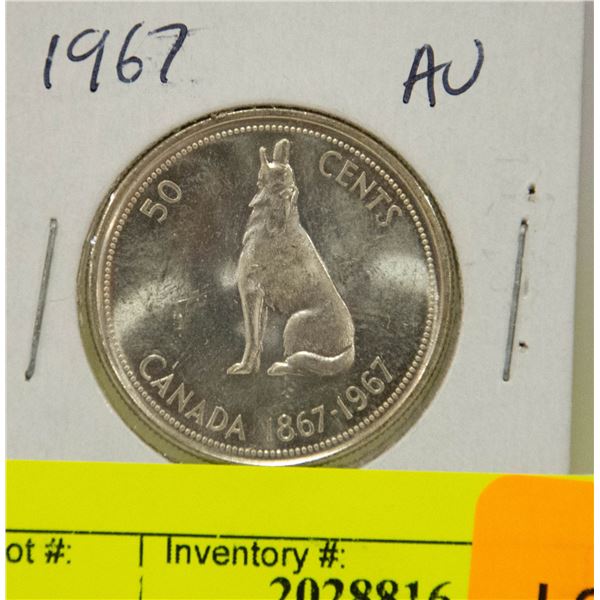 1967 AU
50 CENTS
CANADA 1867-1967
ot #: Inventory #:
2028816